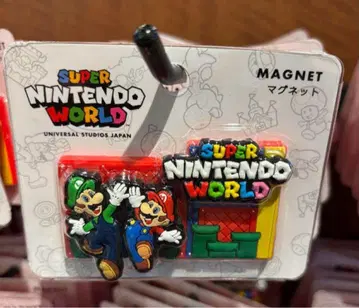 SUPER
NINTENDO
WORLD
UNIVERSAL STUDIOS JAPAN
MAGNET
マグネット
SUPER
NINTENDO
WORLD